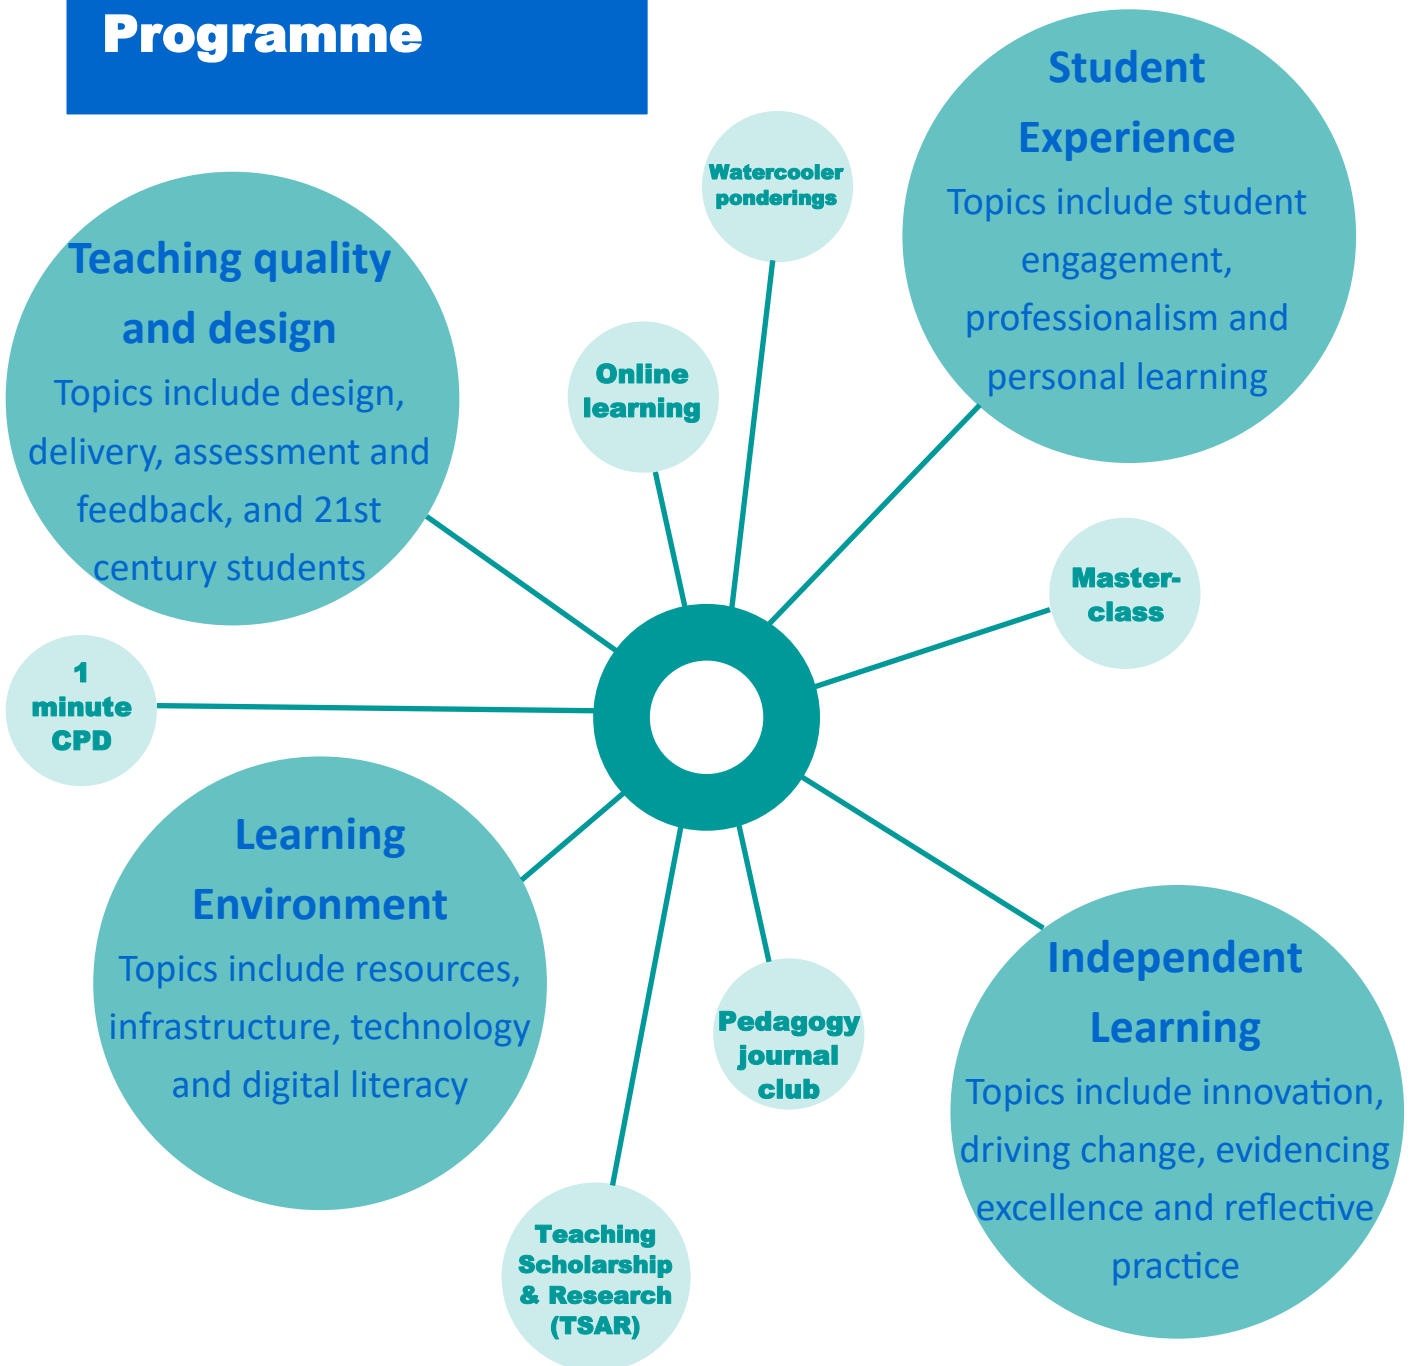 Programme
Student
Experience
Topics include student
engagement,
professionalism and
personal learning
Watercooler
ponderings
Teaching quality
and design
Topics include design,
delivery, assessment and
feedback, and 21st
century students
Online
learning
Master-
class
1
minute
CPD
Learning
Environment
Topics include resources,
infrastructure, technology
and digital literacy
Pedagogy
journal
club
Independent
Learning
Topics include innovation,
driving change, evidencing
excellence and reflective
practice
Teaching
Scholarship
& Research
(TSAR)